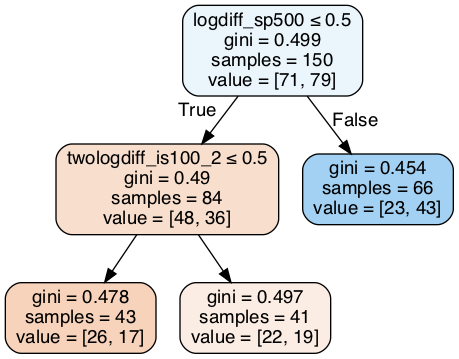 logdiff_sp500 ≤ 0.5
gini = 0.499
samples = 150
value = [71, 79]
True
False
twologdiff_is100_2 ≤ 0.5
gini = 0.49
samples = 84
value = [48, 36]
gini = 0.454
samples = 66
value = [23, 43]
gini = 0.478
samples = 43
value = [26, 17]
gini = 0.497
samples = 41
value = [22, 19]